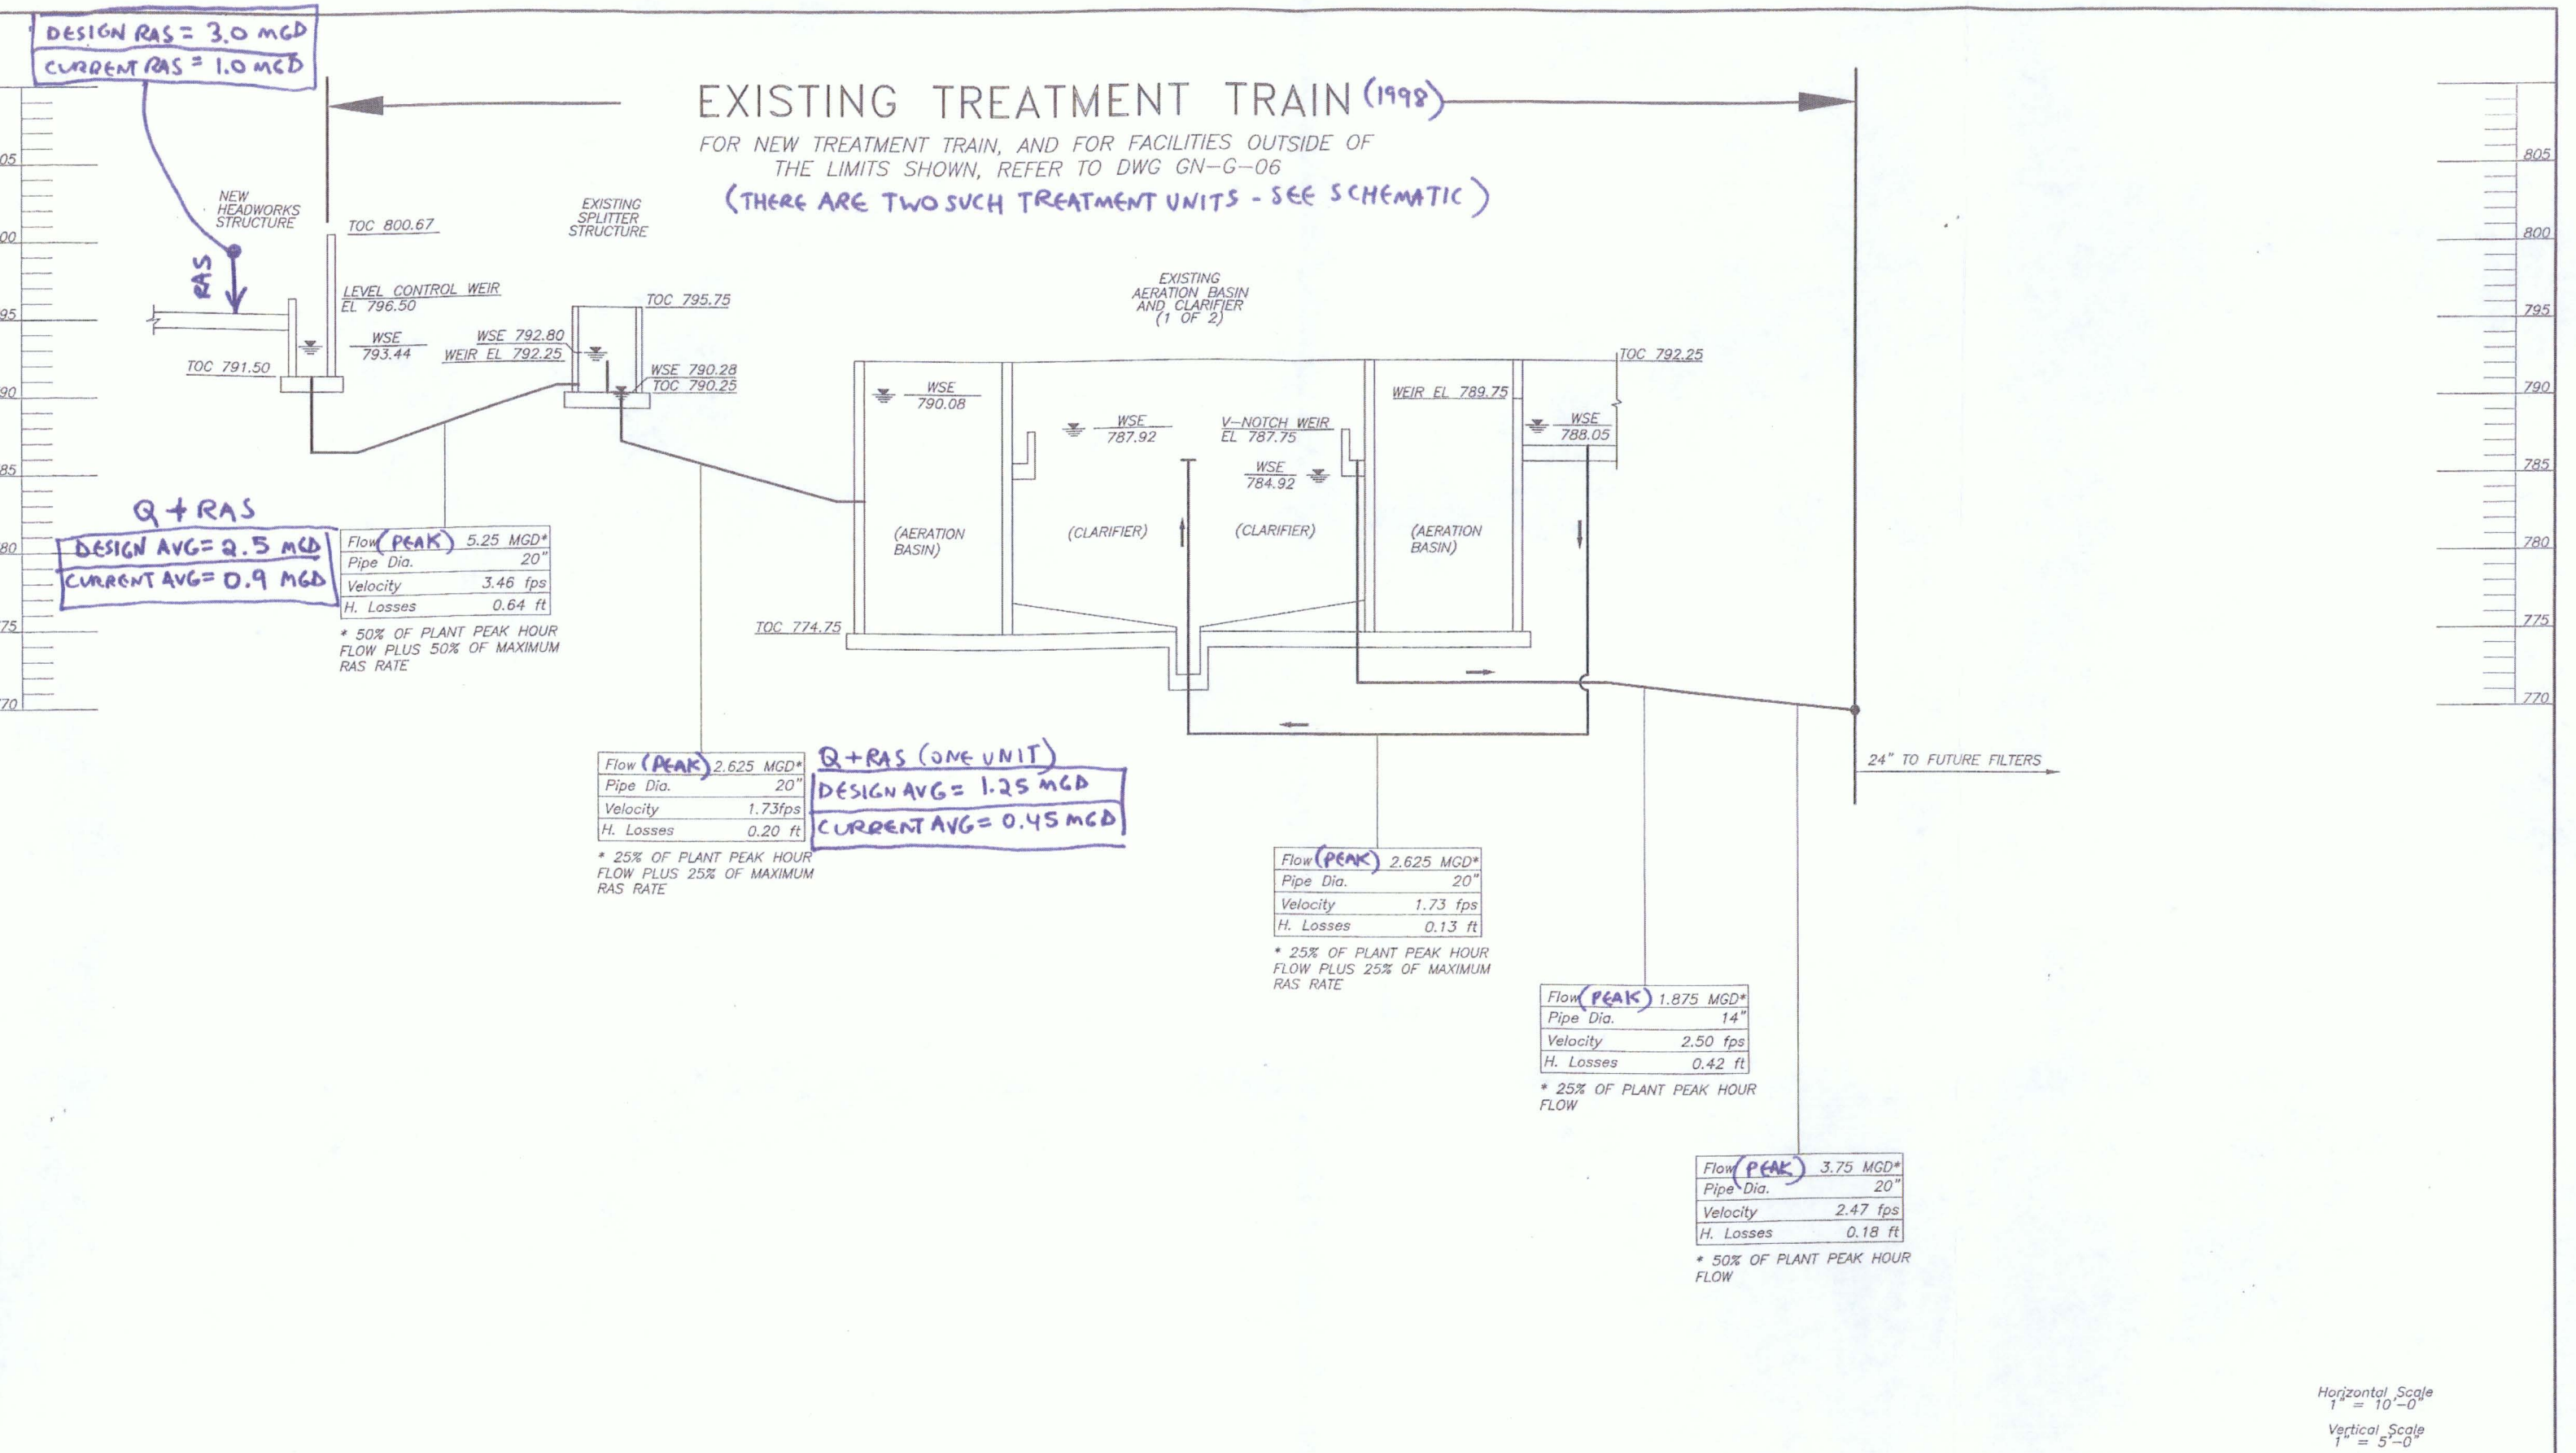 DESIGN RAS = 3.0 MGD
CURRENT RAS = 1.0 MGD
EXISTING TREATMENT TRAIN (1998)
FOR NEW TREATMENT TRAIN, AND FOR FACILITIES OUTSIDE OF
THE LIMITS SHOWN, REFER TO DWG GN-G-06
(THERE ARE TWO SUCH TREATMENT UNITS - SEE SCHEMATIC)
05
00
95
90
85
80
75
70
NEW
HEADWORKS
STRUCTURE
RAS
TOC 800.67
LEVEL CONTROL WEIR
EL 796.50
WSE
793.44
TOC 791.50
EXISTING
SPLITTER
STRUCTURE
TOC 795.75
WSE 792.80
WEIR EL 792.25
WSE 790.28
TOC 790.25
EXISTING
AERATION BASIN
AND CLARIFIER
(1 OF 2)
TOC 792.25
WSE
790.08
WSE
787.92
V-NOTCH WEIR
EL 787.75
WSE
784.92
WEIR EL 789.75
WSE
788.05
(AERATION
BASIN)
(CLARIFIER)
(CLARIFIER)
(AERATION
BASIN)
TOC 774.75
805
800
795
790
785
780
775
770
Q + RAS
DESIGN AVG = 2.5 MGD
CURRENT AVG = 0.9 MGD
Flow (PEAK) 5.25 MGD*
Pipe Dia. 20"
Velocity 3.46 fps
H. Losses 0.64 ft
* 50% OF PLANT PEAK HOUR
FLOW PLUS 50% OF MAXIMUM
RAS RATE
Flow (PEAK) 2.625 MGD*
Pipe Dia. 20"
Velocity 1.73fps
H. Losses 0.20 ft
* 25% OF PLANT PEAK HOUR
FLOW PLUS 25% OF MAXIMUM
RAS RATE
Q + RAS (ONE UNIT)
DESIGN AVG = 1.25 MGD
CURRENT AVG = 0.45 MGD
24" TO FUTURE FILTERS
Flow (PEAK) 2.625 MGD*
Pipe Dia. 20"
Velocity 1.73 fps
H. Losses 0.13 ft
* 25% OF PLANT PEAK HOUR
FLOW PLUS 25% OF MAXIMUM
RAS RATE
Flow (PEAK) 1.875 MGD*
Pipe Dia. 14"
Velocity 2.50 fps
H. Losses 0.42 ft
* 25% OF PLANT PEAK HOUR
FLOW
Flow (PEAK) 3.75 MGD*
Pipe Dia. 20"
Velocity 2.47 fps
H. Losses 0.18 ft
* 50% OF PLANT PEAK HOUR
FLOW
Horizontal Scale
1" = 10'-0"
Vertical Scale
1" = 5'-0"